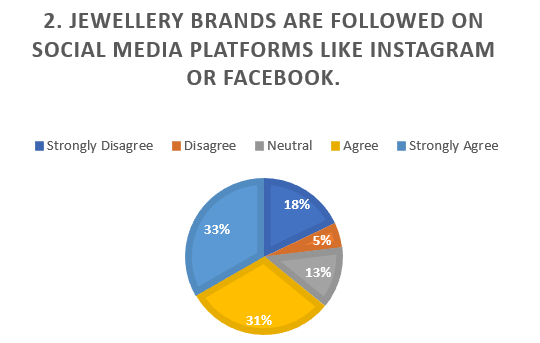 2. JEWELLERY BRANDS ARE FOLLOWED ON
SOCIAL MEDIA PLATFORMS LIKE INSTAGRAM
OR FACEBOOK.
Strongly Disagree Disagree Neutral Agree Strongly Agree
18%
33%
5%
13%
31%